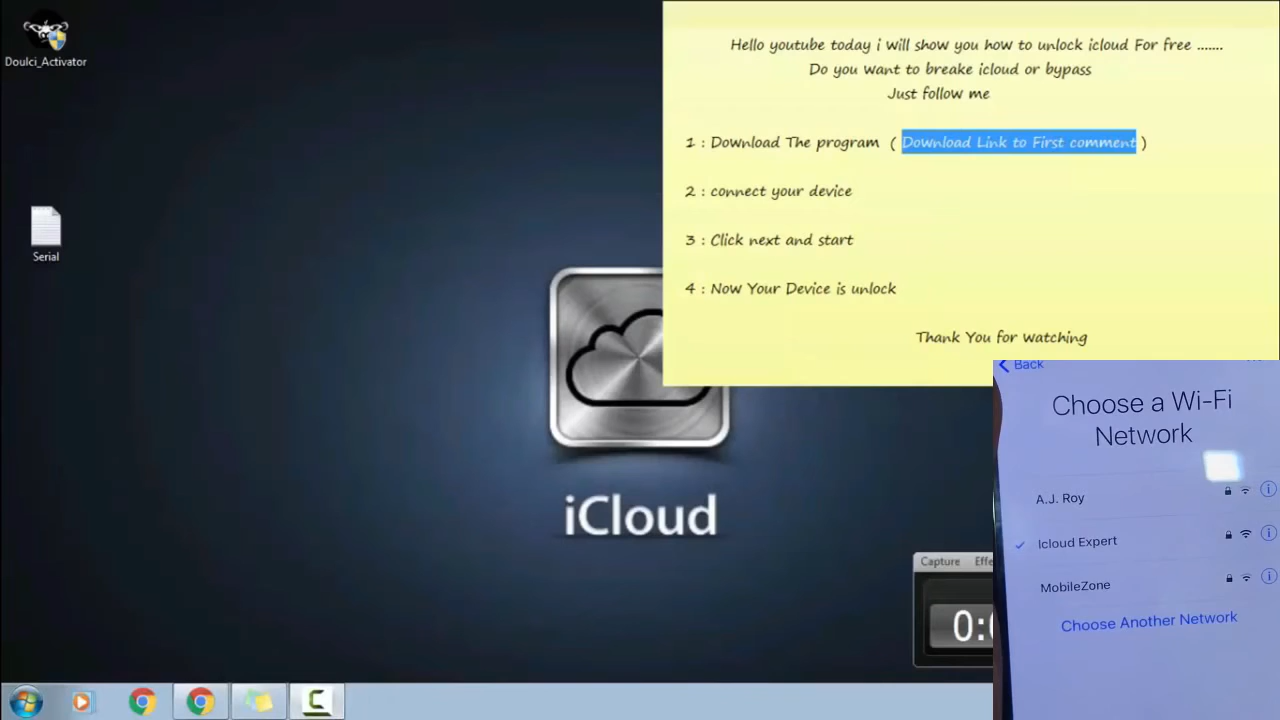 Doulci_Activator
Serial
Hello youtube today i will show you how to unlock icloud For free .......
Do you want to breake icloud or bypass
Just follow me
1 : Download The program ( Download Link to First comment )
2 : connect your device
3 : Click next and start
4 : Now Your Device is unlock
Thank You for watching
iCloud
Capture
0:
Back
Choose a Wi-Fi
Network
A.J. Roy
Icloud Expert
MobileZone
Choose Another Network